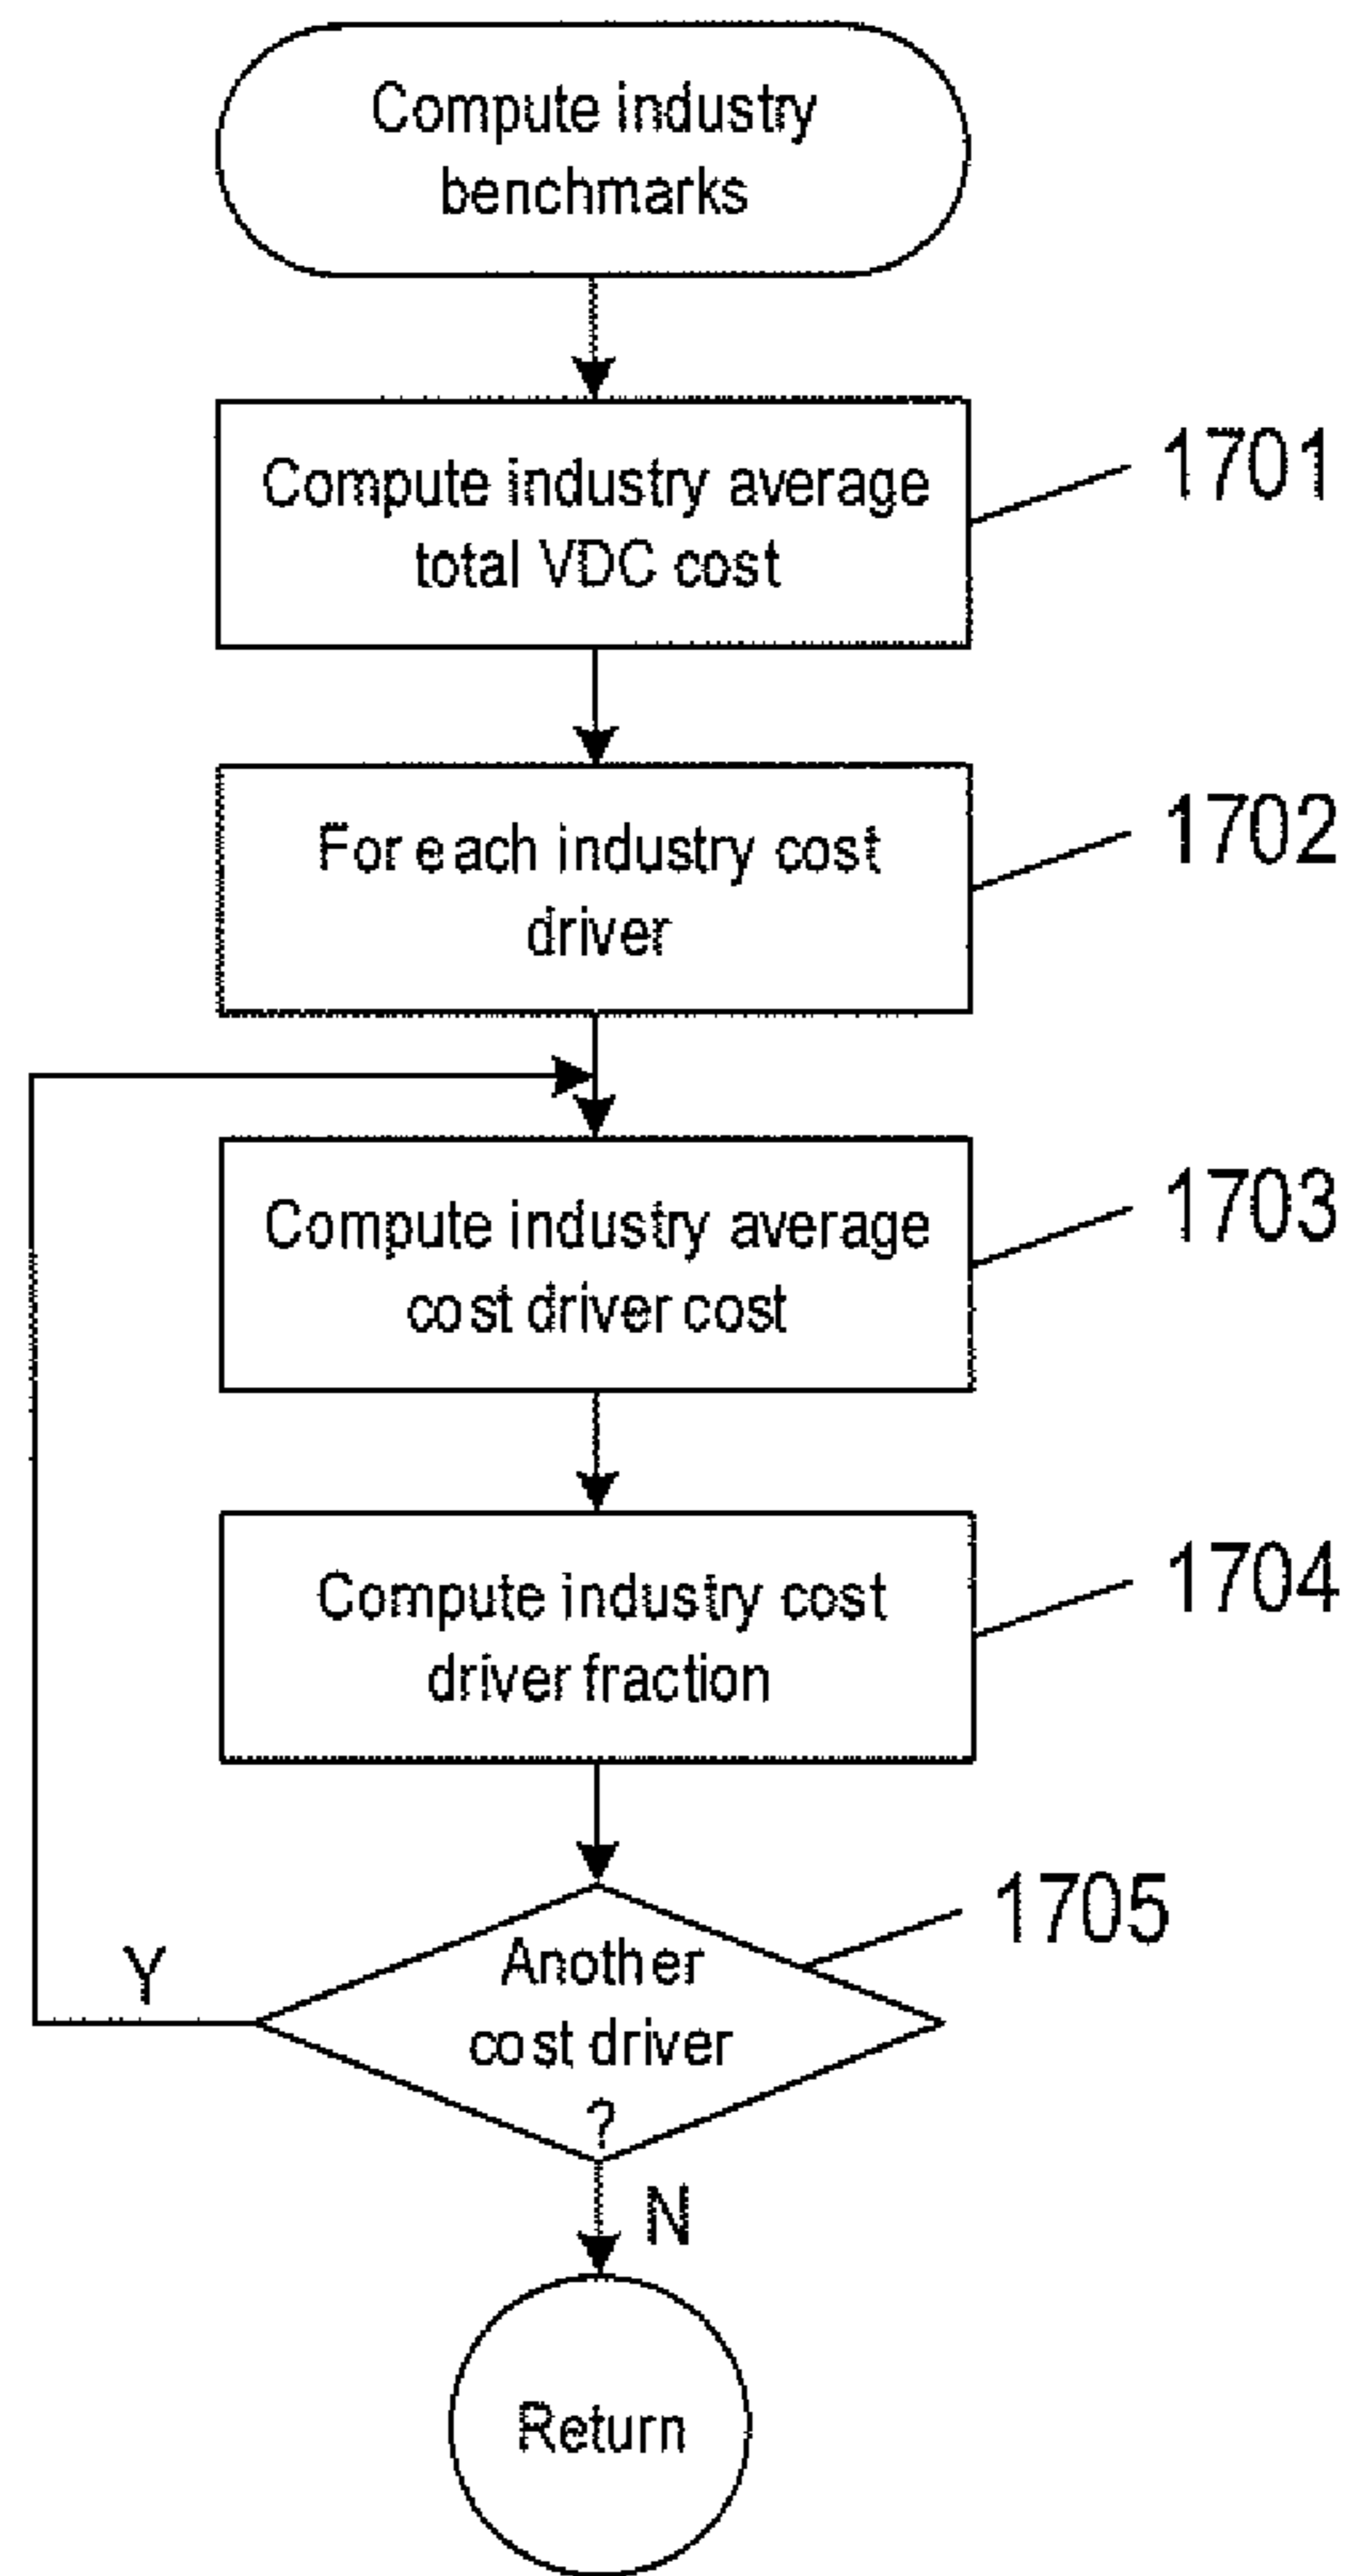 Compute industry
benchmarks
Compute industry average
total VDC cost
1701
For each industry cost
driver
1702
Compute industry average
cost driver cost
1703
Compute industry cost
driver fraction
1704
Another
cost driver
?
1705
Y
N
Return